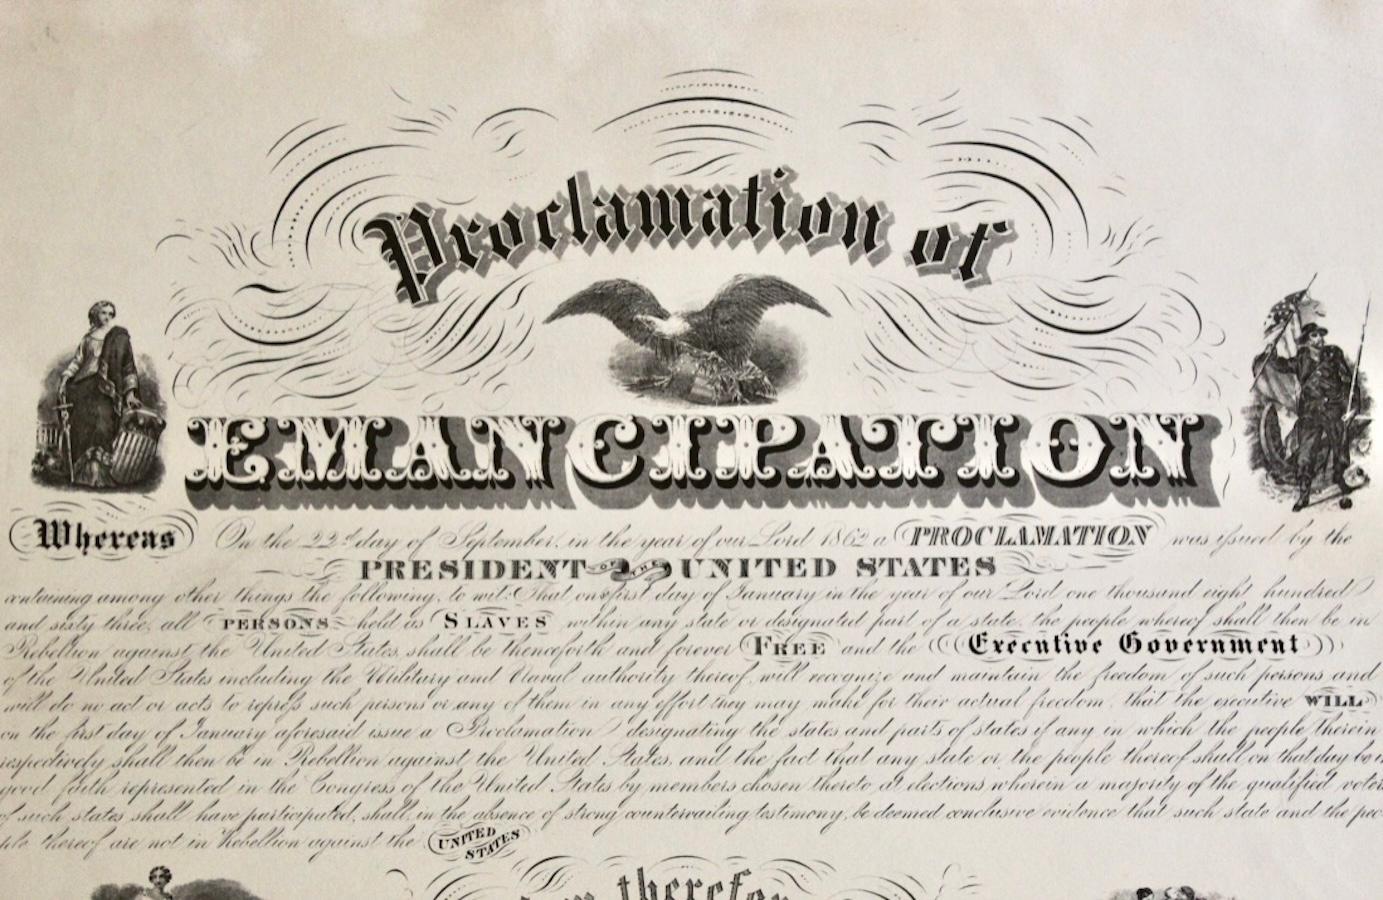 Proclamation of
EMANCIPATION
Whereas On the 22d day of September, in the year of our Lord 1862 a PROCLAMATION was issued by the
PRESIDENT OF THE UNITED STATES
containing among other things the following, to wit: That on first day of January in the year of our Lord one thousand eight hundred
and sixty three, all PERSONS held as SLAVES within any state or designated part of a state, the people whereof shall then be in
Rebellion against the United States, shall be thenceforth and forever FREE and the Executive Government
of the United States including the Military and Naval authority thereof, will recognize and maintain the freedom of such persons and
will do no act or acts to repress such persons or any of them in any effort they may make for their actual freedom, that the executive WILL
on the first day of January aforesaid issue a Proclamation designating the states and parts of states if any in which the people therein
respectively shall then be in Rebellion against the United States, and the fact that any state or the people thereof shall on that day be in
good faith represented in the Congress of the United States by members chosen thereto at elections wherein a majority of the qualified voters
of such states shall have participated, shall, in the absence of strong countervailing testimony, be deemed conclusive evidence that such state and the peo-
ple thereof are not in Rebellion against the UNITED STATES